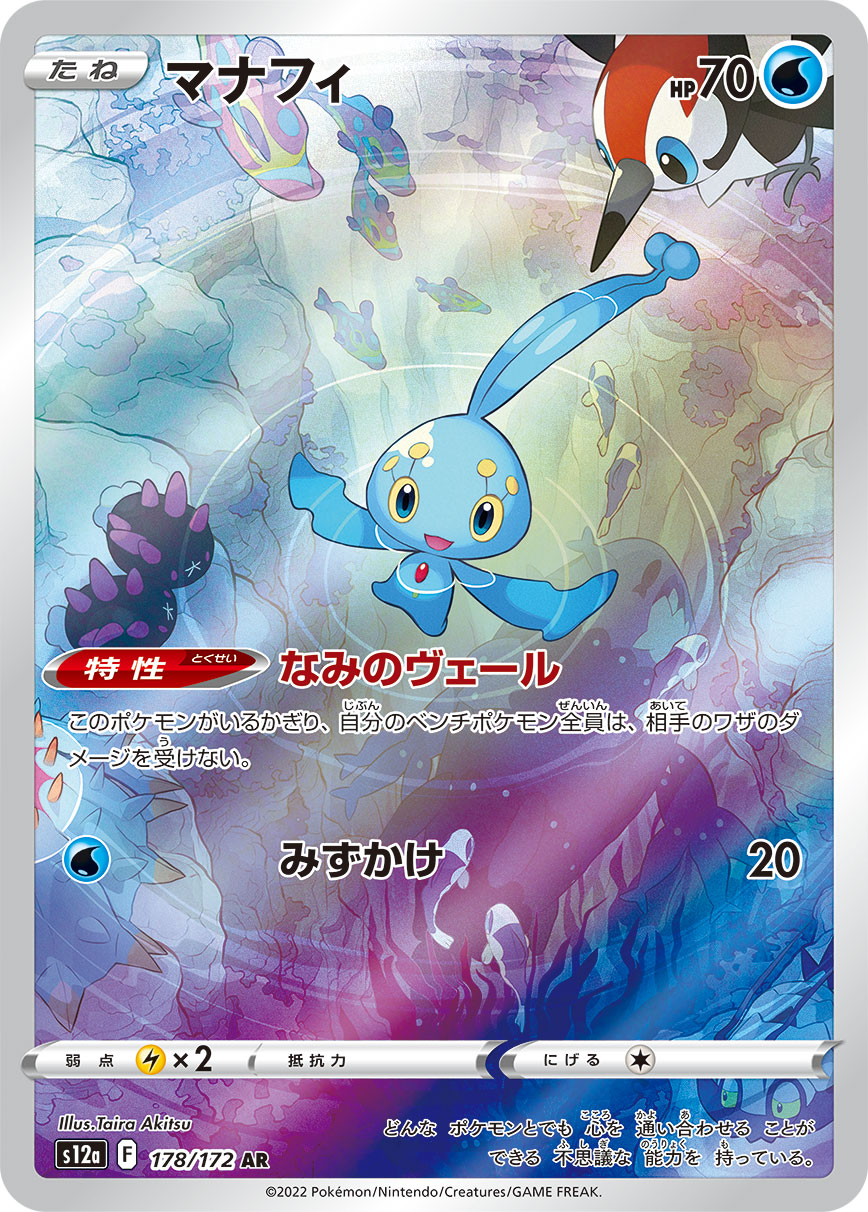 たね マナフィ HP70
特性 とくせい なみのヴェール
このポケモンがいるかぎり、自分のベンチポケモン全員は、相手のワザのダ
メージを受けない。
みずかけ 20
弱点 ×2 抵抗力 にげる
Illus.Taira Akitsu
どんな ポケモンとでも 心を 通い合わせる ことが
できる 不思議な 能力を 持っている。
s12a F 178/172 AR
©2022 Pokémon/Nintendo/Creatures/GAME FREAK.